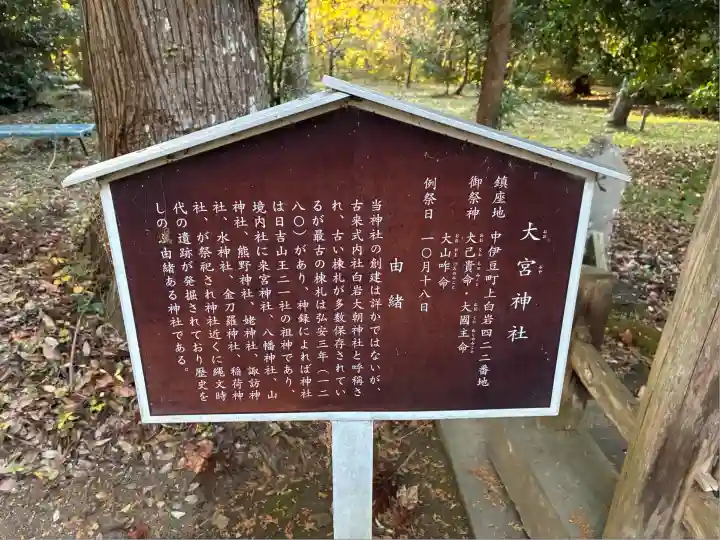 大宮神社
鎮座地 中伊豆町上白岩四二二番地
御祭神 大己貴命・大國主命
大山咋命
例祭日 一〇月十八日
由緒
当神社の創建は詳かではないが、
古来式内社白岩大朝神社と呼稱さ
れ、古い棟札が多数保存されてい
るが最古の棟札は弘安三年(一二
八〇)があり、神録によれば神社
は日吉山王二一社の祖神であり、
境内社に来宮神社、八幡神社、山
神社、熊野神社、姥神社、諏訪神
社、水神社、金刀羅神社、稲荷神
社、が祭祀され神社近くに縄文時
代の遺跡が発掘されており歴史を
しの 由緒ある神社である。